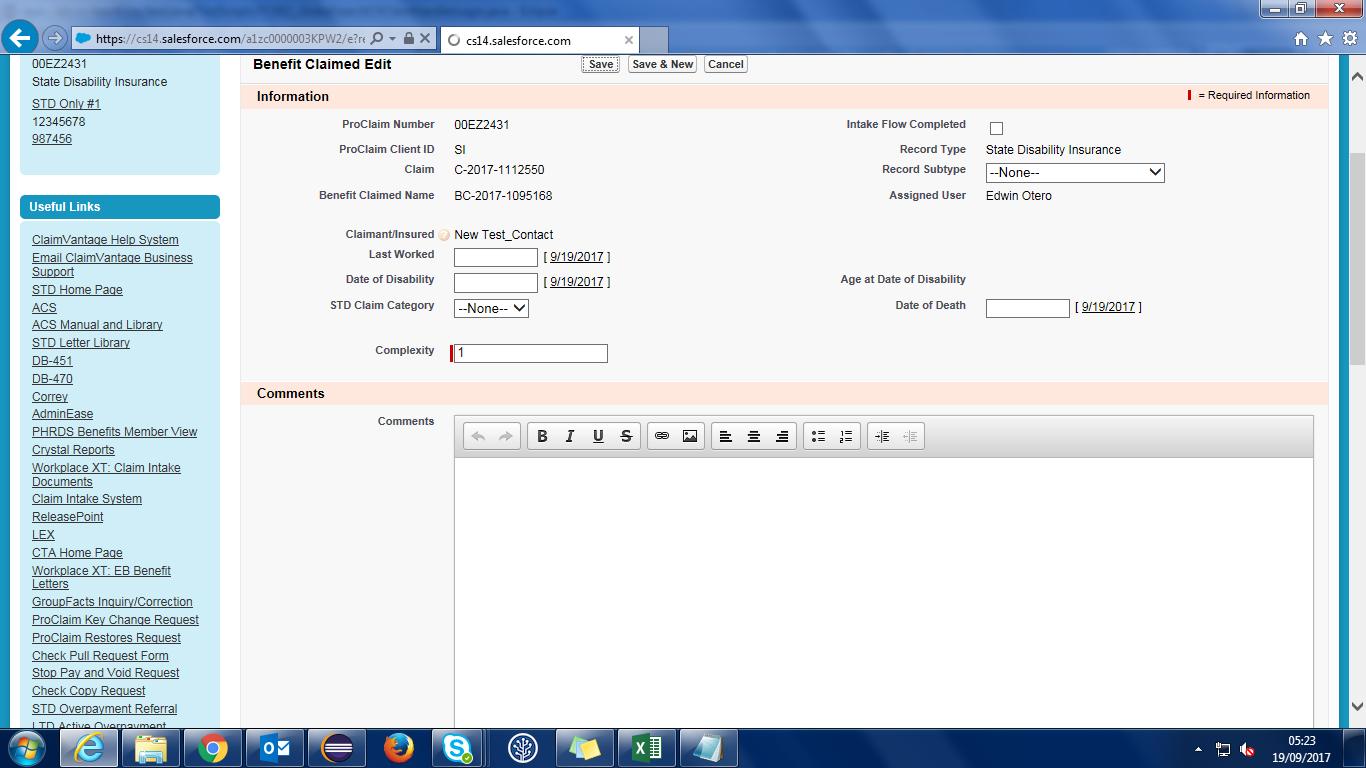 https://cs14.salesforce.com/a1zc0000003KPW2/e?re
cs14.salesforce.com
00EZ2431
State Disability Insurance
STD Only #1
12345678
987456
Useful Links
ClaimVantage Help System
Email ClaimVantage Business
Support
STD Home Page
ACS
ACS Manual and Library
STD Letter Library
DB-451
DB-470
Correy
AdminEase
PHRDS Benefits Member View
Crystal Reports
Workplace XT: Claim Intake
Documents
Claim Intake System
ReleasePoint
LEX
CTA Home Page
Workplace XT: EB Benefit
Letters
GroupFacts Inquiry/Correction
ProClaim Key Change Request
ProClaim Restores Request
Check Pull Request Form
Stop Pay and Void Request
Check Copy Request
STD Overpayment Referral
LTD Active Overpayment
Benefit Claimed Edit Save Save & New Cancel
Information = Required Information
ProClaim Number 00EZ2431 Intake Flow Completed
ProClaim Client ID SI Record Type State Disability Insurance
Claim C-2017-1112550 Record Subtype --None--
Benefit Claimed Name BC-2017-1095168 Assigned User Edwin Otero
Claimant/Insured ? New Test_Contact
Last Worked [ 9/19/2017 ]
Date of Disability [ 9/19/2017 ] Age at Date of Disability
STD Claim Category --None-- Date of Death [ 9/19/2017 ]
Complexity 1
Comments
Comments
B I U S
05:23
19/09/2017